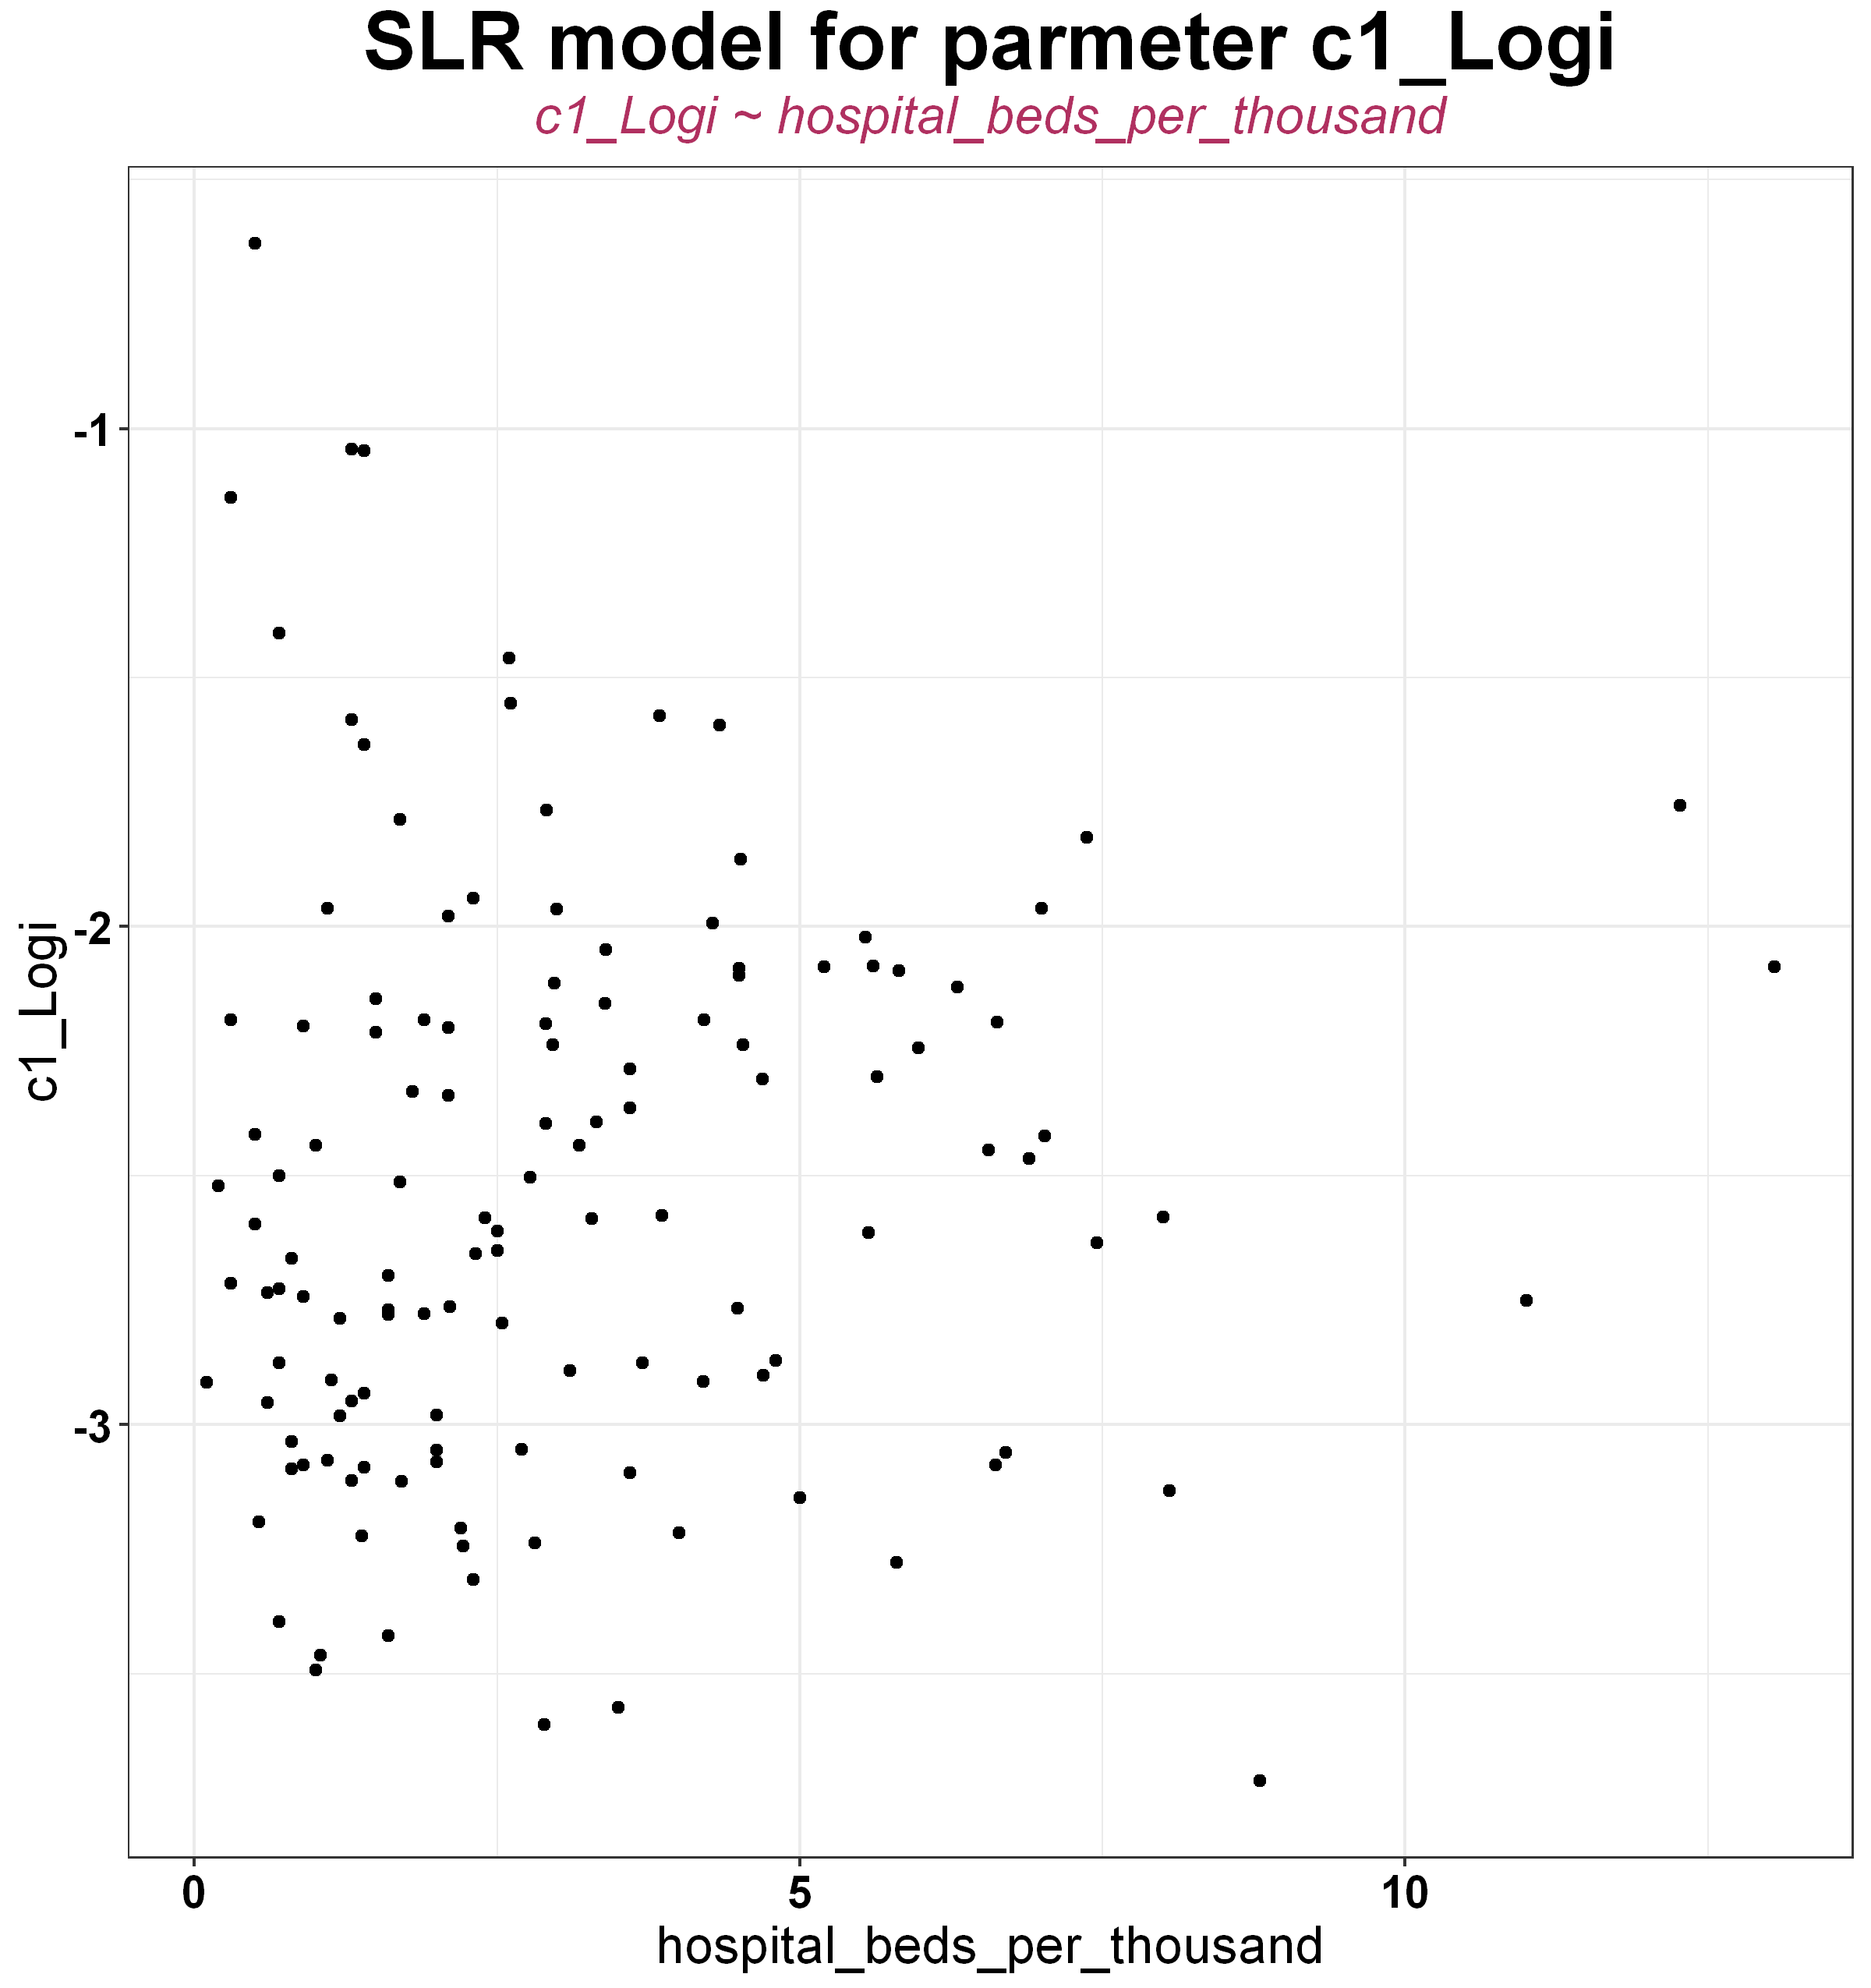 SLR model for parmeter c1_Logi
c1_Logi ~ hospital_beds_per_thousand
c1_Logi
-1
-2
-3
0 5 10
hospital_beds_per_thousand